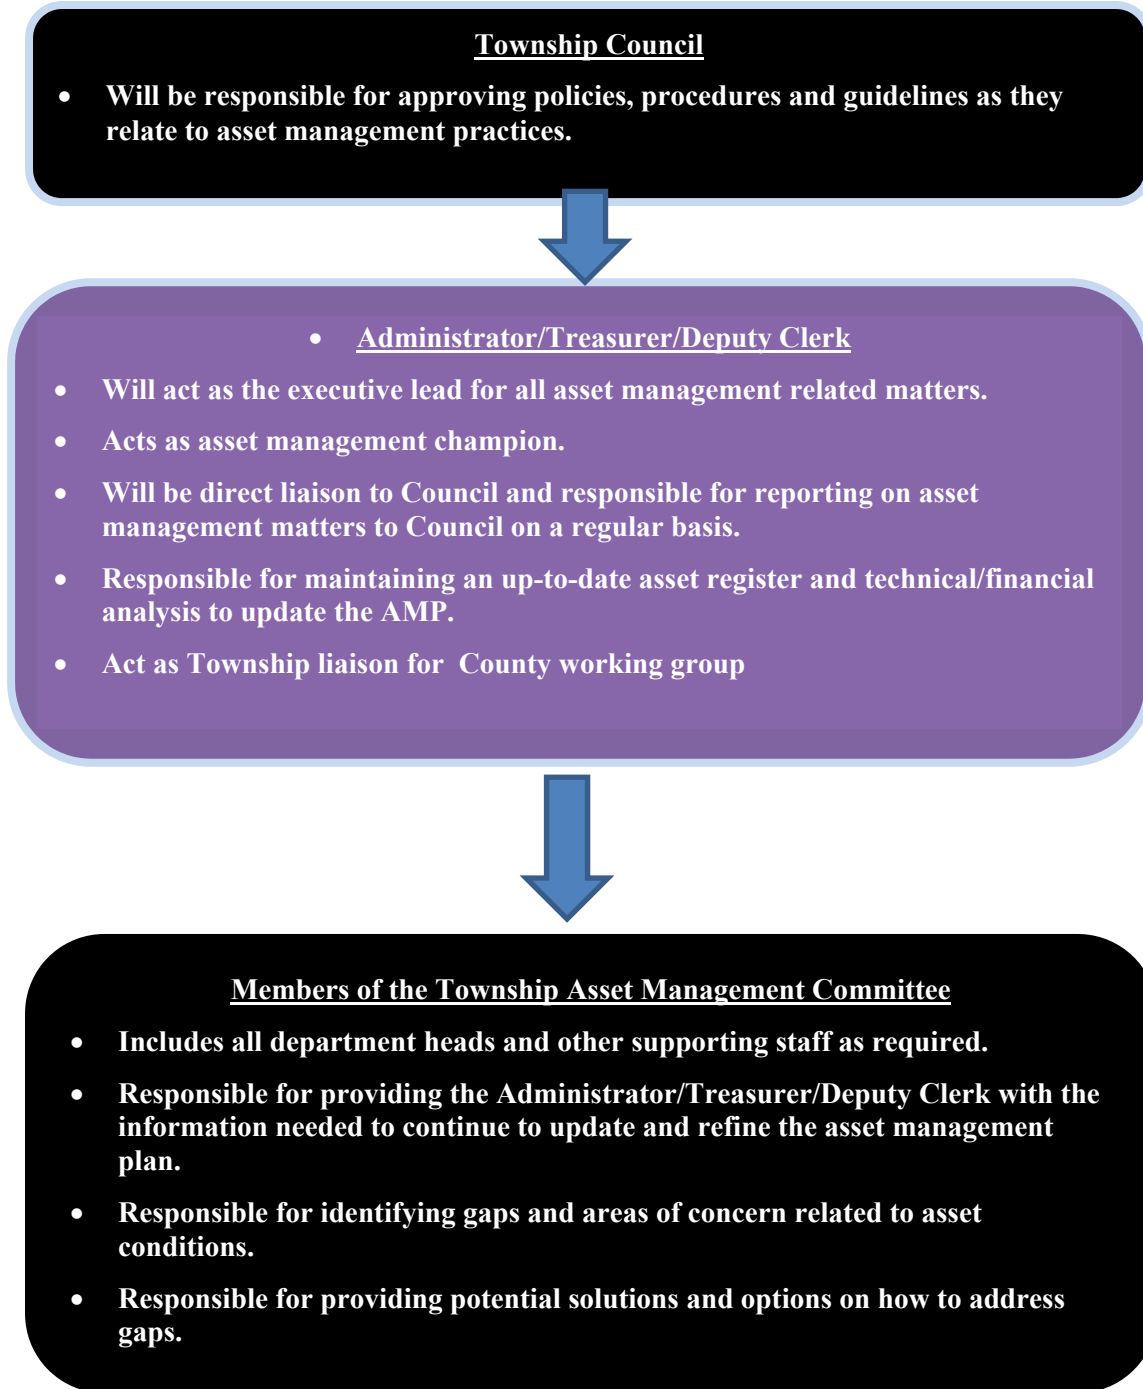 Township Council
• Will be responsible for approving policies, procedures and guidelines as they
relate to asset management practices.
• Administrator/Treasurer/Deputy Clerk
• Will act as the executive lead for all asset management related matters.
• Acts as asset management champion.
• Will be direct liaison to Council and responsible for reporting on asset
management matters to Council on a regular basis.
• Responsible for maintaining an up-to-date asset register and technical/financial
analysis to update the AMP.
• Act as Township liaison for  County working group
Members of the Township Asset Management Committee
• Includes all department heads and other supporting staff as required.
• Responsible for providing the Administrator/Treasurer/Deputy Clerk with the
information needed to continue to update and refine the asset management
plan.
• Responsible for identifying gaps and areas of concern related to asset
conditions.
• Responsible for providing potential solutions and options on how to address
gaps.